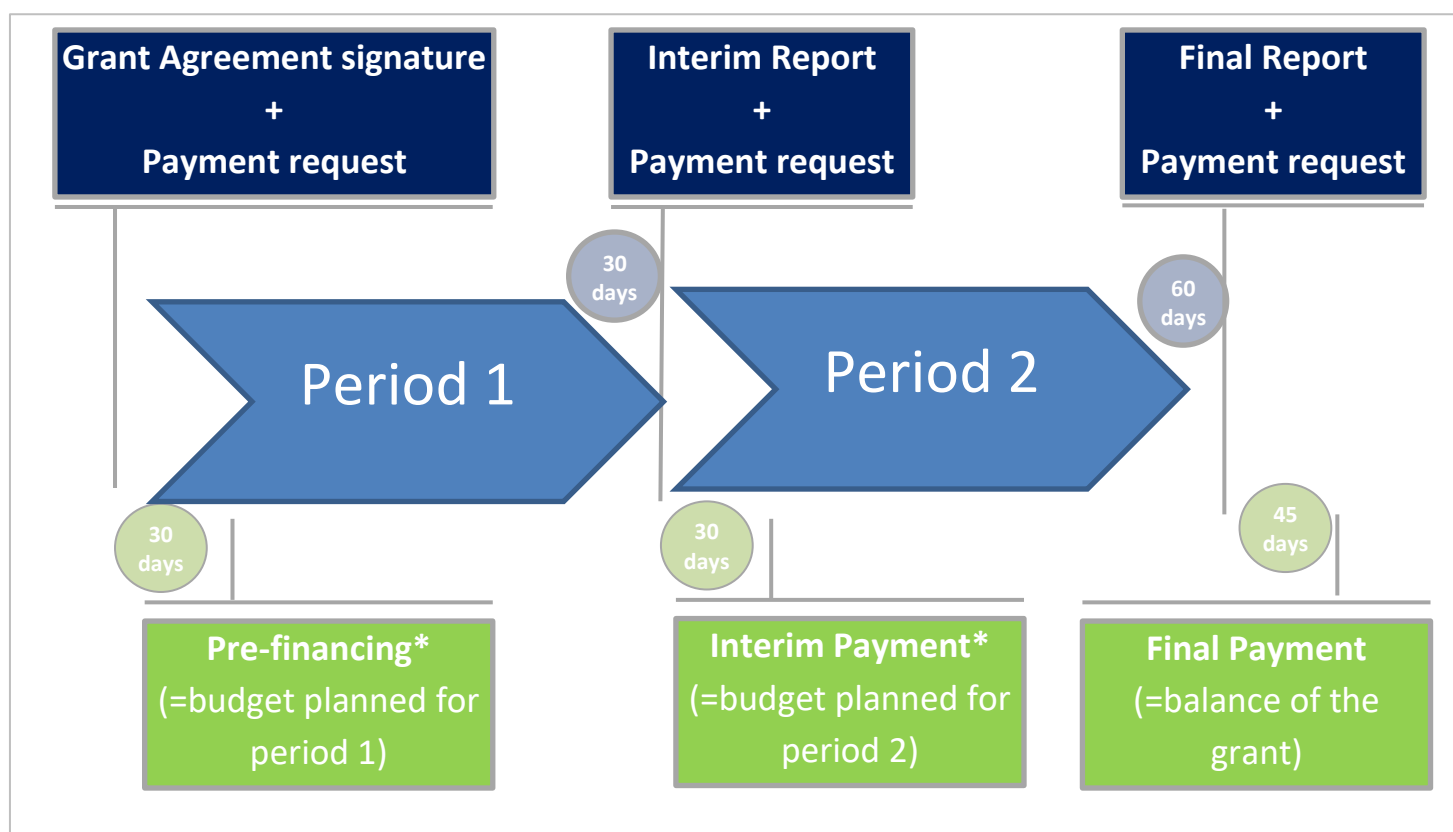 Grant Agreement signature
+
Payment request
Interim Report
+
Payment request
Final Report
+
Payment request
30
days
60
days
Period 1
Period 2
30
days
30
days
45
days
Pre-financing*
(=budget planned for
period 1)
Interim Payment*
(=budget planned for
period 2)
Final Payment
(=balance of the
grant)